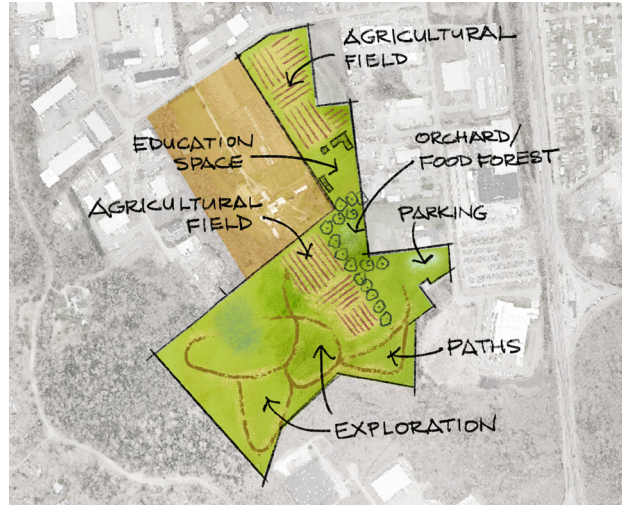 AGRICULTURAL
FIELD
EDUCATION
SPACE
ORCHARD/
FOOD FOREST
AGRICULTURAL
FIELD
PARKING
PATHS
EXPLORATION